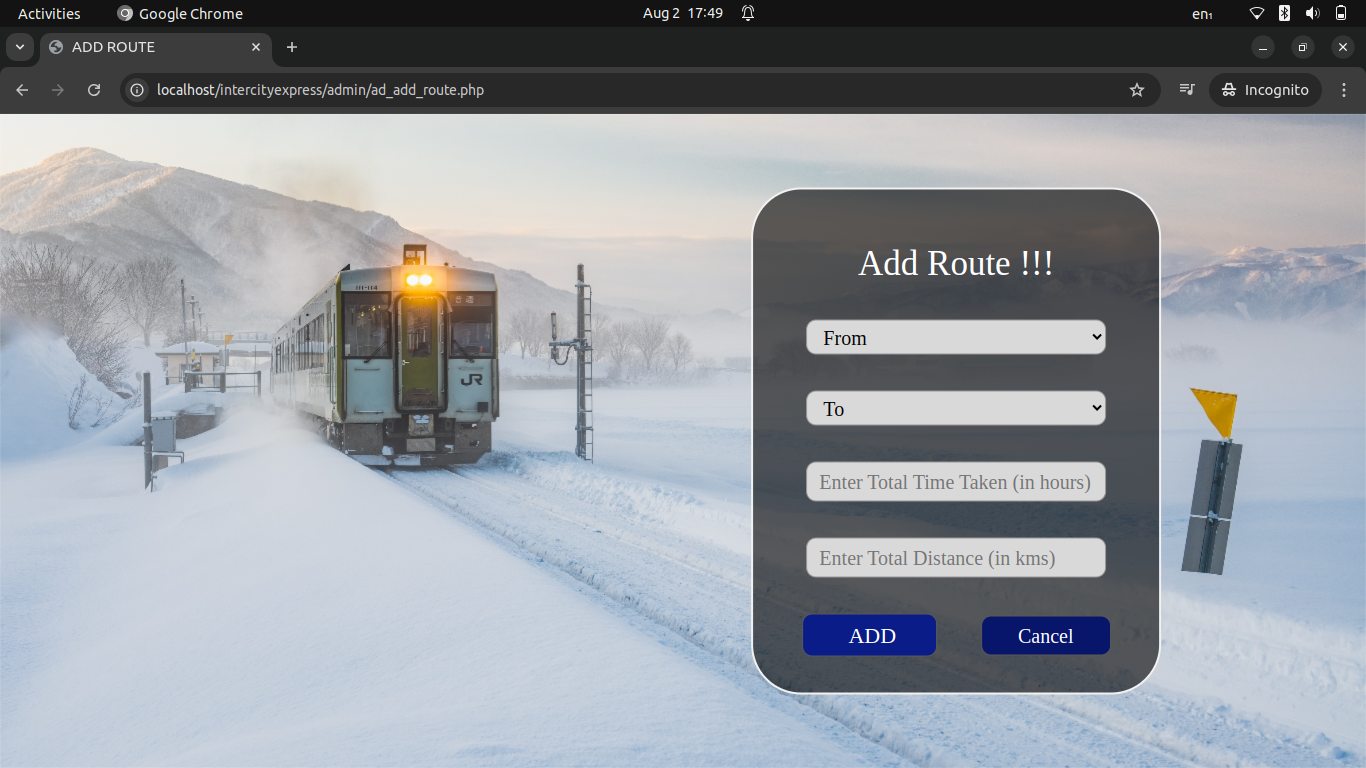 Activities Google Chrome Aug 2 17:49 en₁
ADD ROUTE
localhost/intercityexpress/admin/ad_add_route.php Incognito
Add Route !!!
From
To
Enter Total Time Taken (in hours)
Enter Total Distance (in kms)
ADD Cancel
JR